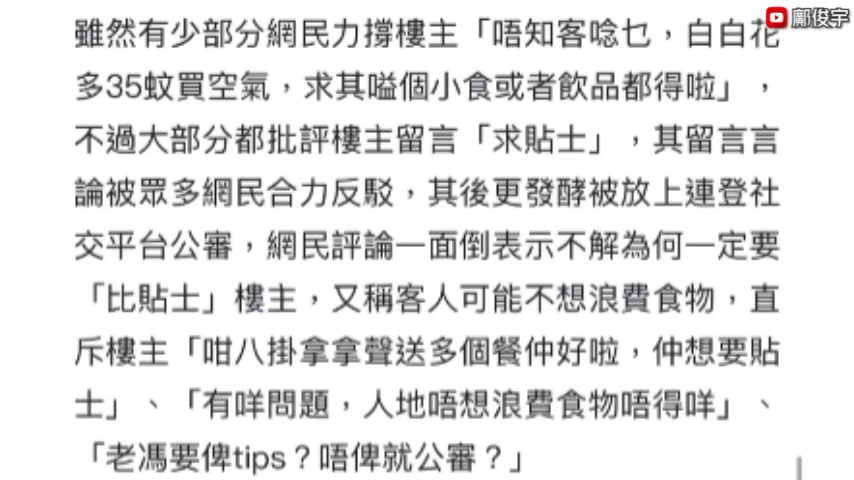 鄺俊宇
雖然有少部分網民力撐樓主「唔知客唸乜，白白花
多35蚊買空氣，求其嗌個小食或者飲品都得啦」，
不過大部分都批評樓主留言「求貼士」，其留言言
論被眾多網民合力反駁，其後更發酵被放上連登社
交平台公審，網民評論一面倒表示不解為何一定要
「比貼士」樓主，又稱客人可能不想浪費食物，直
斥樓主「咁八掛拿拿聲送多個餐仲好啦，仲想要貼
士」、「有咩問題，人地唔想浪費食物唔得咩」、
「老馮要俾tips？唔俾就公審？」